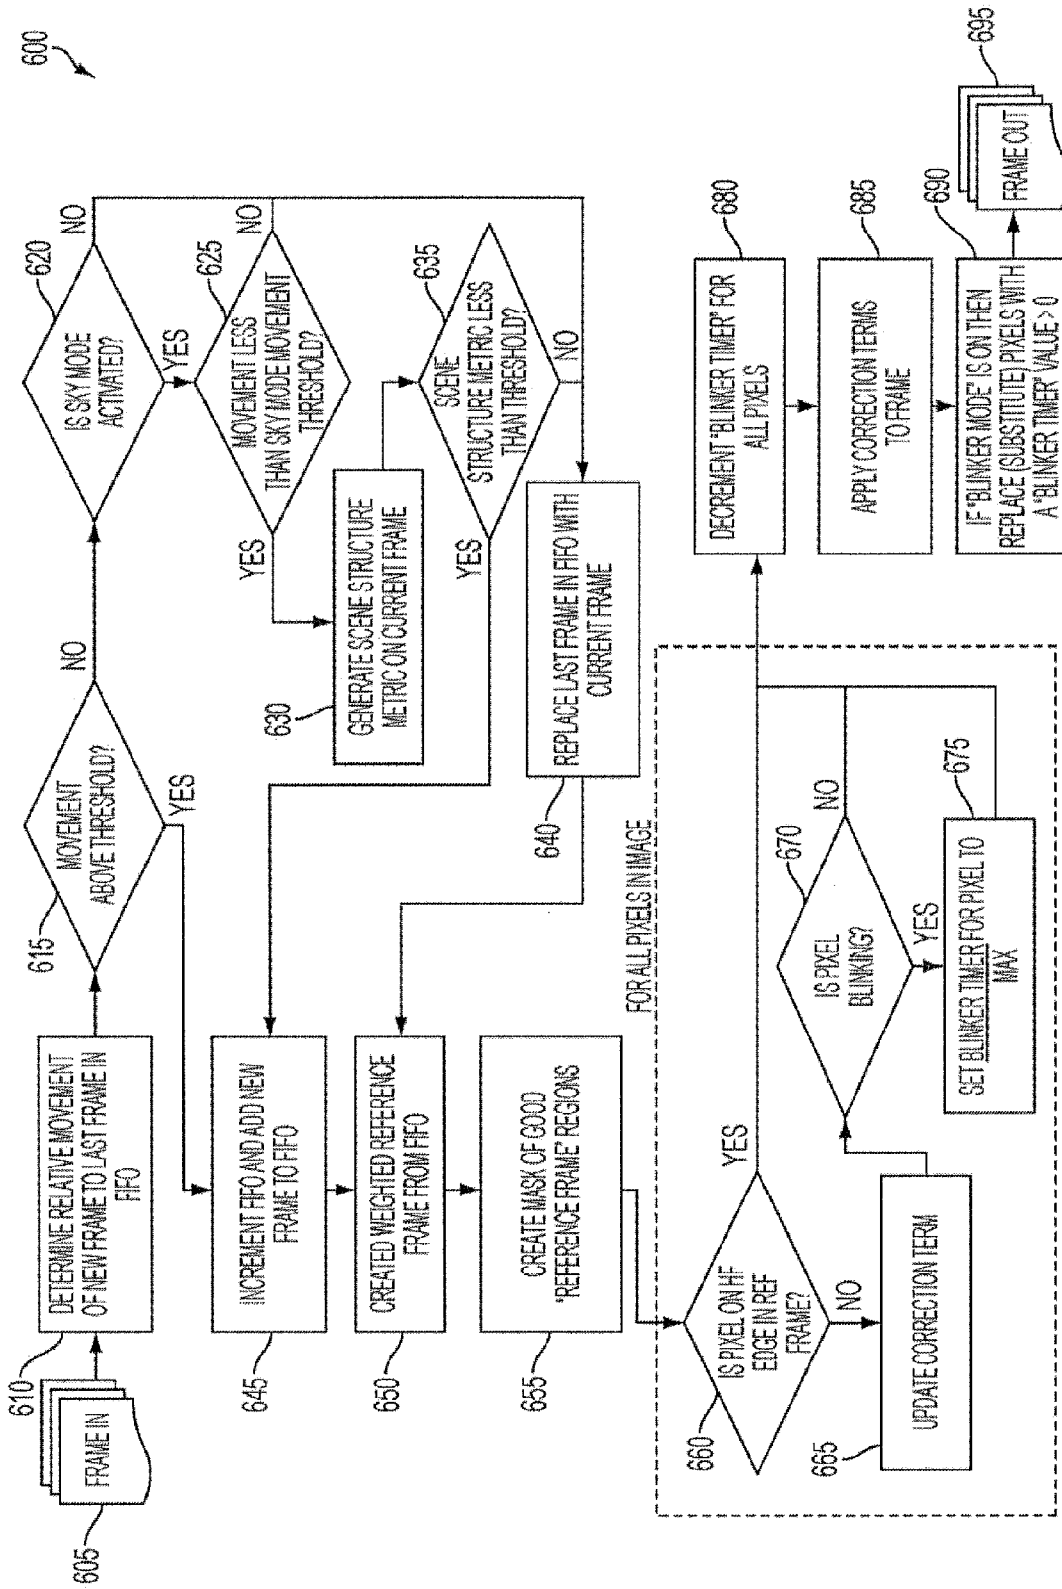 600
605
FRAME IN
610
DETERMINE RELATIVE MOVEMENT
OF NEW FRAME TO LAST FRAME IN
FIFO
615
MOVEMENT
ABOVE THRESHOLD?
NO
YES
620
IS SKY MODE
ACTIVATED?
NO
YES
625
MOVEMENT LESS
THAN SKY MODE MOVEMENT
THRESHOLD?
NO
YES
630
GENERATE SCENE STRUCTURE
METRIC ON CURRENT FRAME
635
SCENE
STRUCTURE METRIC LESS
THAN THRESHOLD?
YES
NO
640
REPLACE LAST FRAME IN FIFO WITH
CURRENT FRAME
645
INCREMENT FIFO AND ADD NEW
FRAME TO FIFO
650
CREATED WEIGHTED REFERENCE
FRAME FROM FIFO
655
CREATE MASK OF GOOD
"REFERENCE FRAME" REGIONS
FOR ALL PIXELS IN IMAGE
660
IS PIXEL ON HF
EDGE IN REF
FRAME?
YES
NO
665
UPDATE CORRECTION TERM
670
IS PIXEL
BLINKING?
NO
YES
675
SET BLINKER TIMER FOR PIXEL TO
MAX
680
DECREMENT "BLINKER TIMER" FOR
ALL PIXELS
685
APPLY CORRECTION TERMS
TO FRAME
690
IF "BLINKER MODE" IS ON THEN
REPLACE (SUBSTITUTE) PIXELS WITH
A "BLINKER TIMER" VALUE > 0
695
FRAME OUT